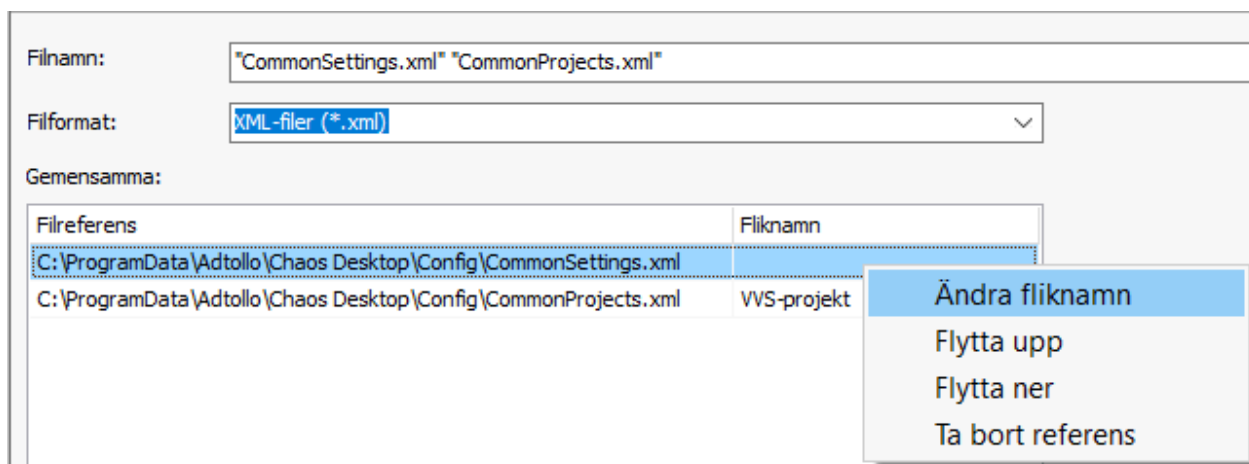 Filnamn: "CommonSettings.xml" "CommonProjects.xml"
Filformat: XML-filer (*.xml)
Gemensamma:
Filreferens Fliknamn
C:\ProgramData\Adtollo\Chaos Desktop\Config\CommonSettings.xml
C:\ProgramData\Adtollo\Chaos Desktop\Config\CommonProjects.xml VVS-projekt
Ändra fliknamn
Flytta upp
Flytta ner
Ta bort referens